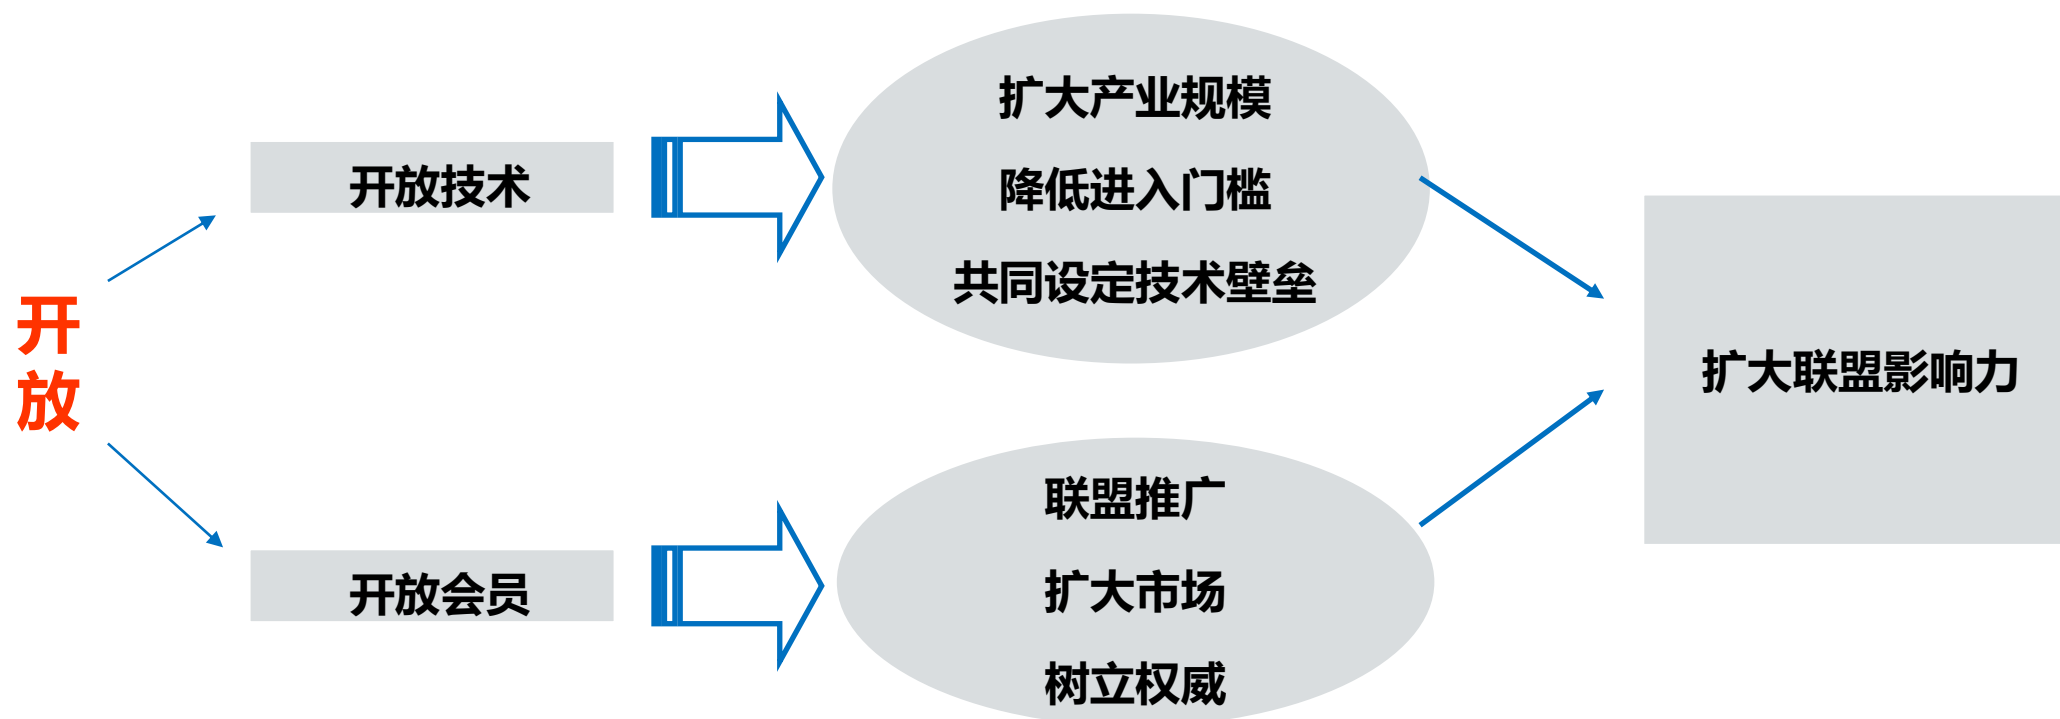 开放
开放技术
扩大产业规模
降低进入门槛
共同设定技术壁垒
开放会员
联盟推广
扩大市场
树立权威
扩大联盟影响力